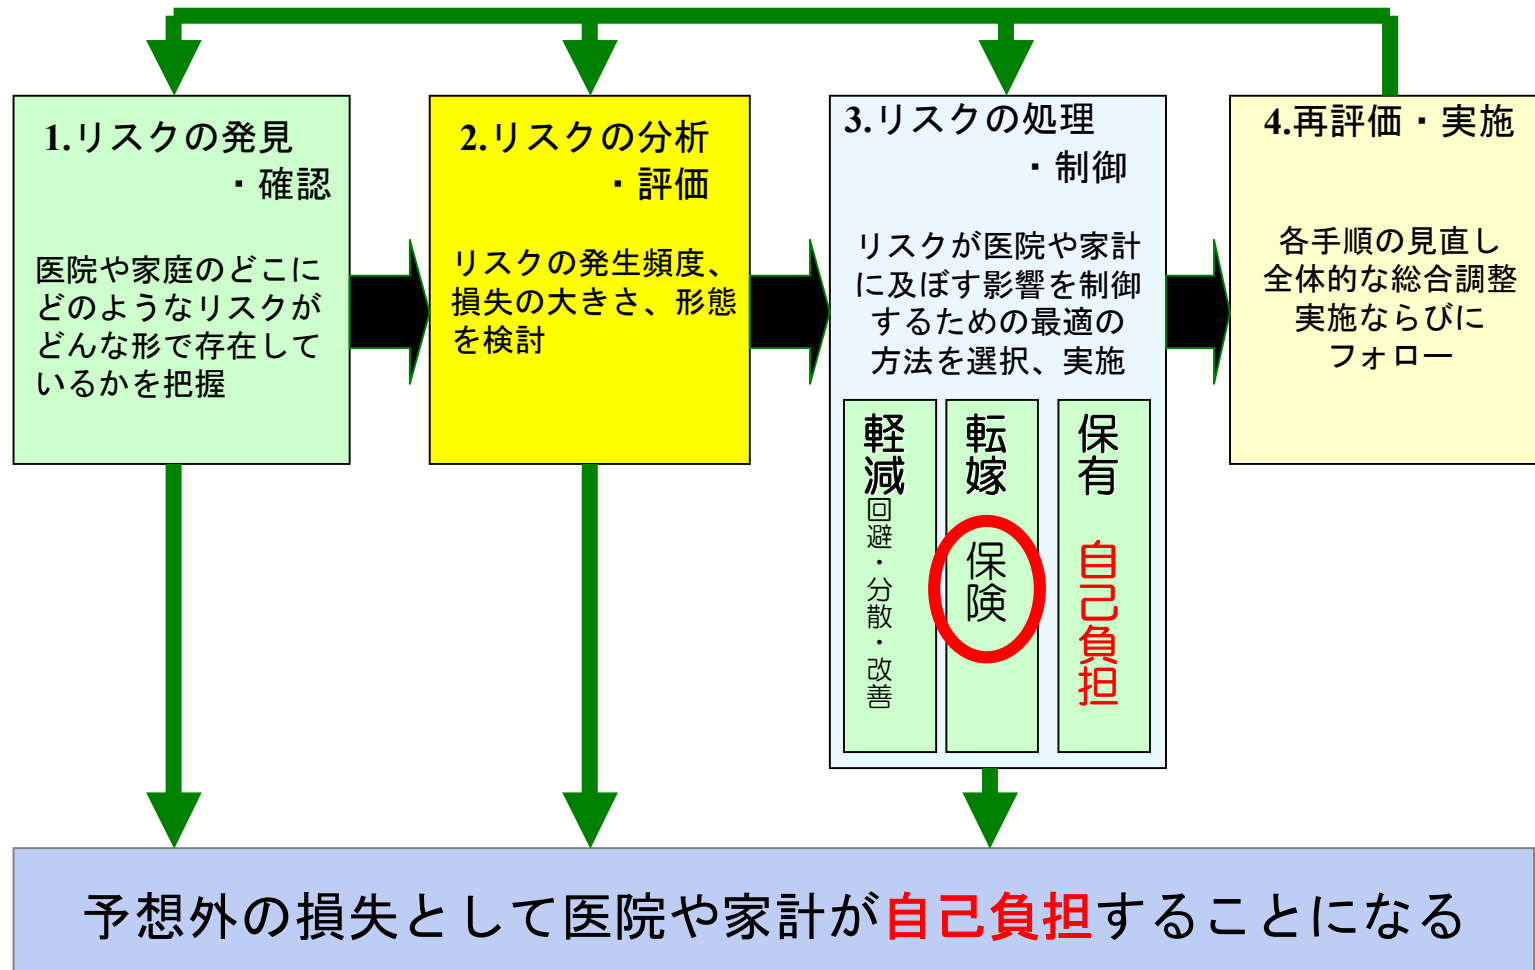 1.リスクの発見
・確認
医院や家庭のどこに
どのようなリスクが
どんな形で存在して
いるかを把握
2.リスクの分析
・評価
リスクの発生頻度、
損失の大きさ、形態
を検討
3.リスクの処理
・制御
リスクが医院や家計
に及ぼす影響を制御
するための最適の
方法を選択、実施
軽減
回避・分散・改善
転嫁
保険
保有
自己負担
4.再評価・実施
各手順の見直し
全体的な総合調整
実施ならびに
フォロー
予想外の損失として医院や家計が自己負担することになる